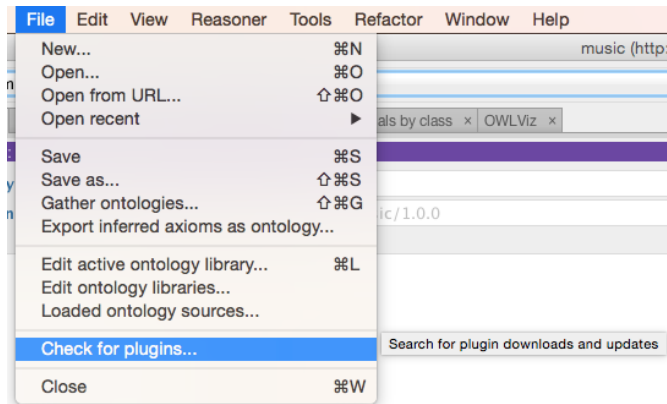 File Edit View Reasoner Tools Refactor Window Help
New... ⌘N
music (http:
Open... ⌘O
Open from URL... ⇧⌘O
Open recent ▶
als by class × OWLViz ×
Save ⌘S
Save as... ⇧⌘S
Gather ontologies... ⇧⌘G
ic/1.0.0
Export inferred axioms as ontology...
Edit active ontology library... ⌘L
Edit ontology libraries...
Loaded ontology sources...
Check for plugins...
Search for plugin downloads and updates
Close ⌘W